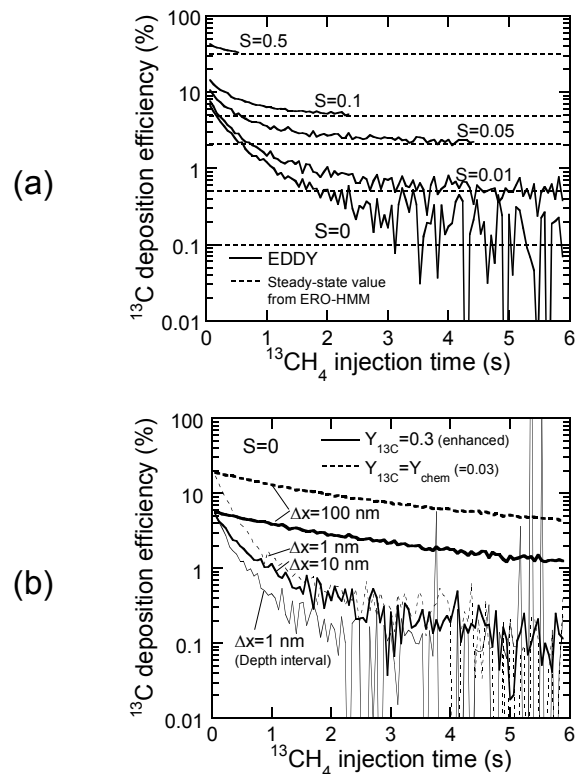 (a)
¹³C deposition efficiency (%)
100
10
1
0.1
0.01
S=0.5
S=0.1
S=0.05
S=0.01
S=0
EDDY
Steady-state value
from ERO-HMM
0 1 2 3 4 5 6
¹³CH₄ injection time (s)
(b)
¹³C deposition efficiency (%)
100
10
1
0.1
0.01
S=0
Y₁₃C=0.3 (enhanced)
Y₁₃C=Ychem (=0.03)
Δx=100 nm
Δx=1 nm
Δx=10 nm
Δx=1 nm
(Depth interval)
0 1 2 3 4 5 6
¹³CH₄ injection time (s)